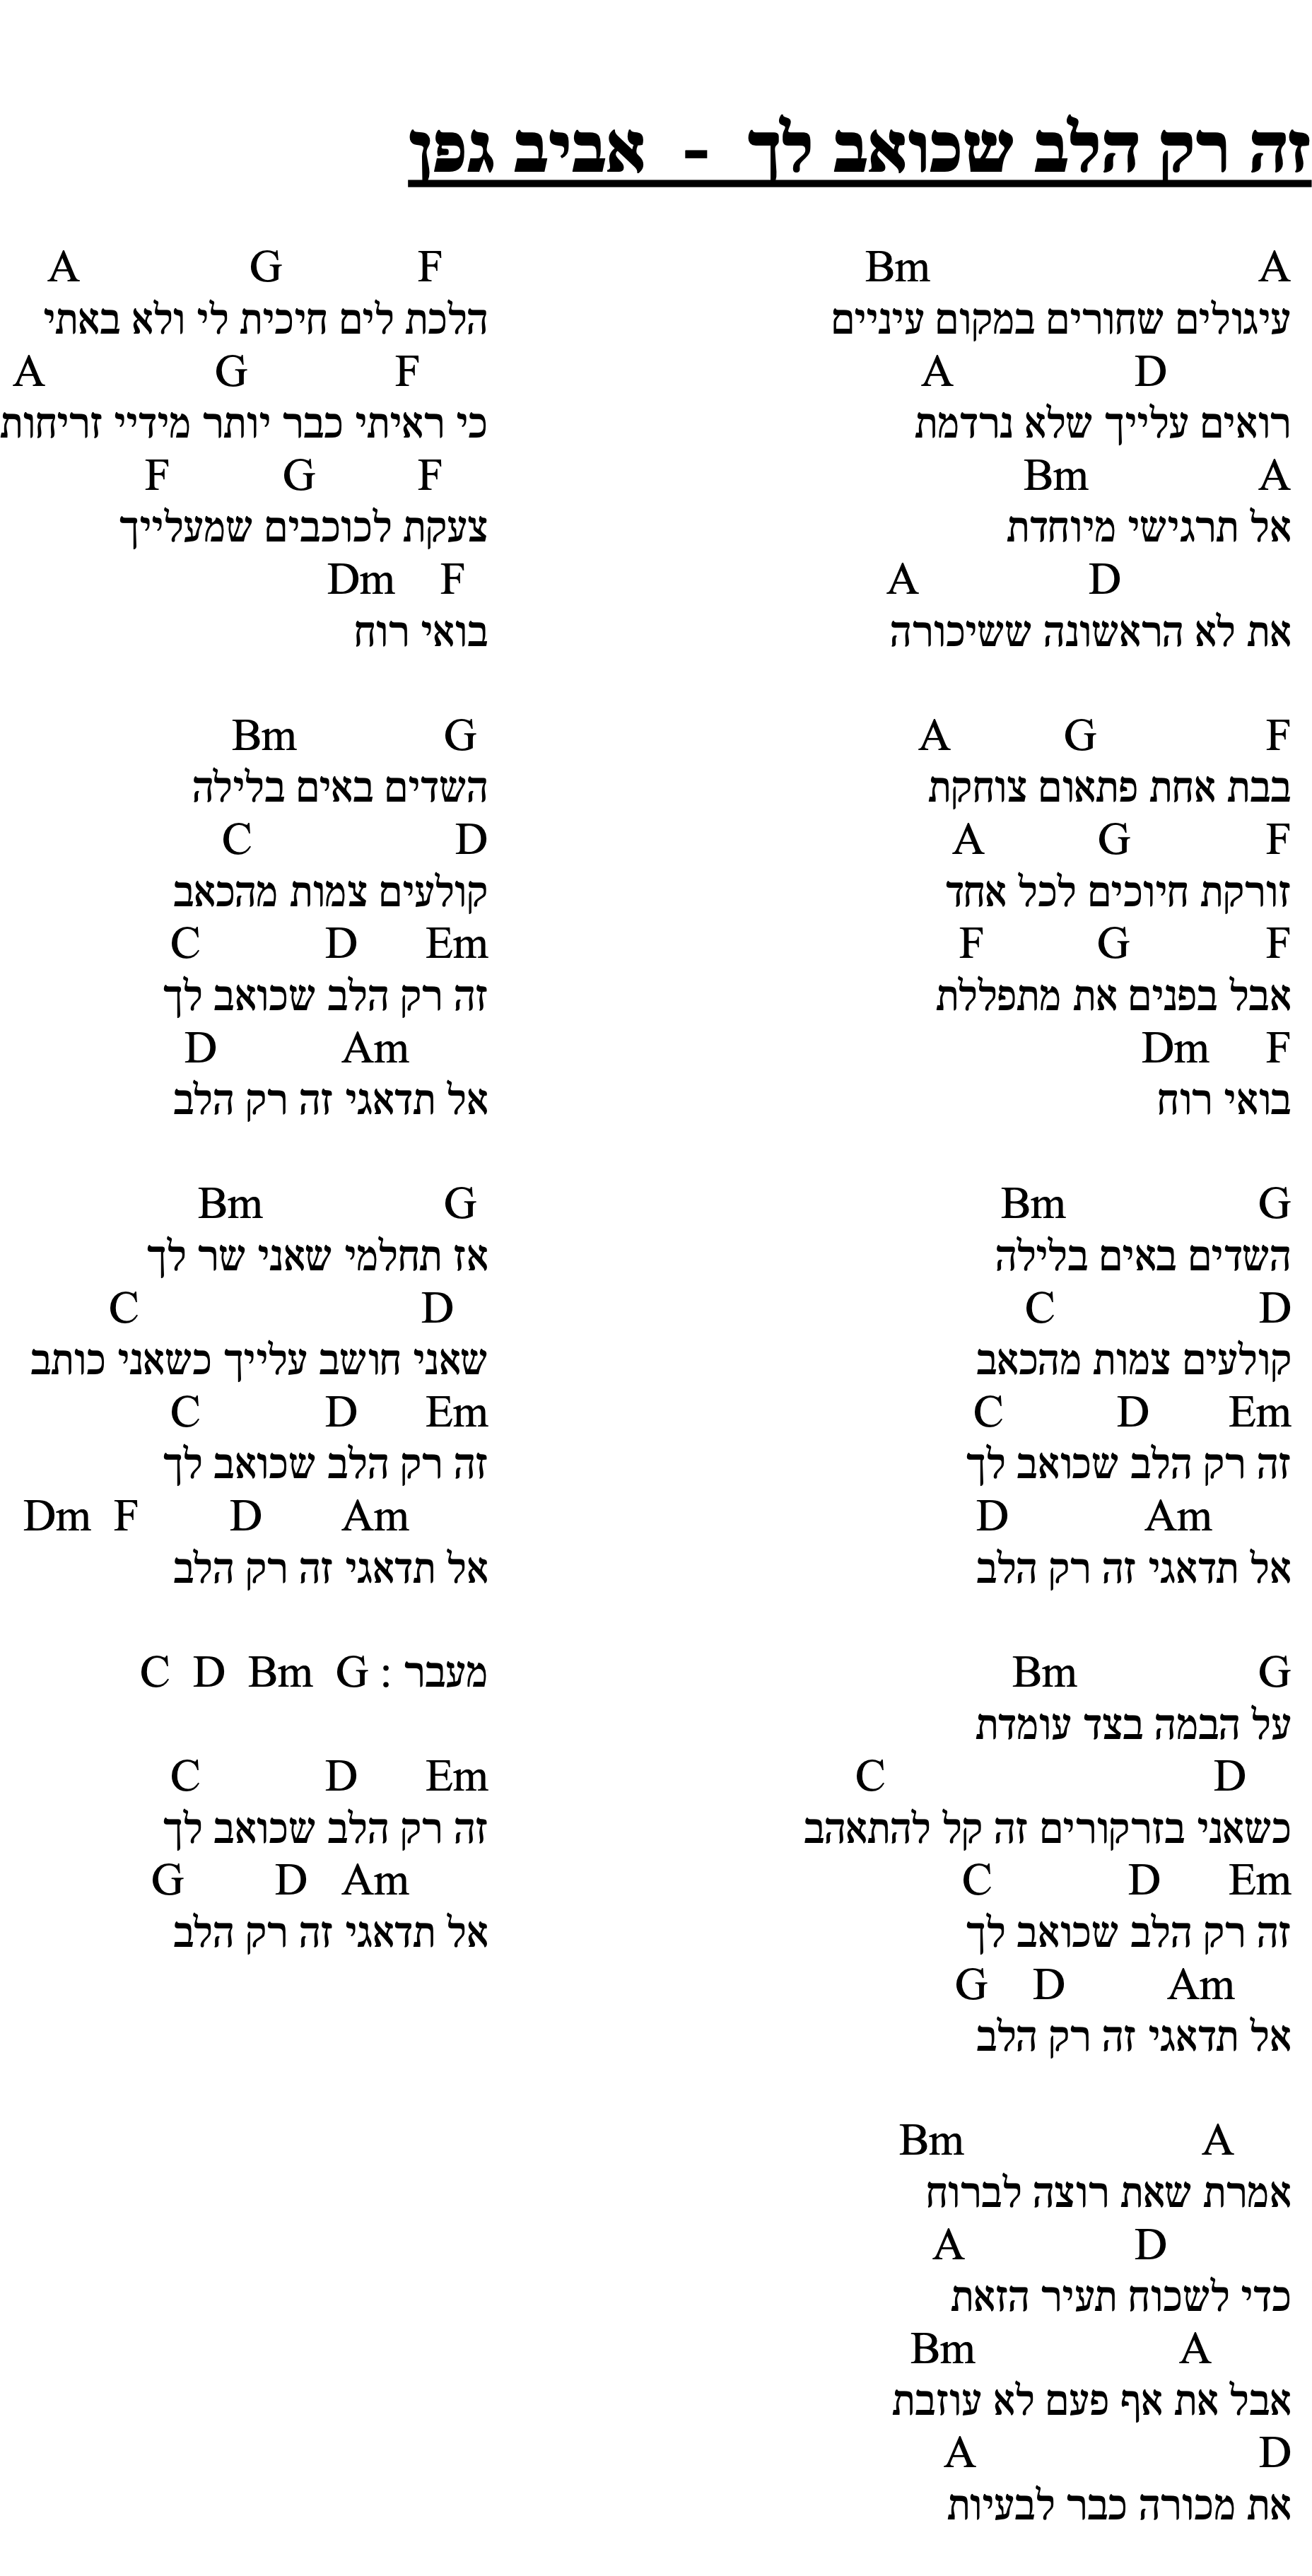 זה רק הלב שכואב לך - אביב גפן
A Bm
עיגולים שחורים במקום עיניים
D A
רואים עלייך שלא נרדמת
A Bm
אל תרגישי מיוחדת
D A
את לא הראשונה ששיכורה
F G A
בבת אחת פתאום צוחקת
F G A
זורקת חיוכים לכל אחד
F G F
אבל בפנים את מתפללת
F Dm
בואי רוח
G Bm
השדים באים בלילה
D C
קולעים צמות מהכאב
Em D C
זה רק הלב שכואב לך
Am D
אל תדאגי זה רק הלב
G Bm
על הבמה בצד עומדת
D C
כשאני בזרקורים זה קל להתאהב
Em D C
זה רק הלב שכואב לך
Am D G
אל תדאגי זה רק הלב
A Bm
אמרת שאת רוצה לברוח
D A
כדי לשכוח תעיר הזאת
A Bm
אבל את אף פעם לא עוזבת
D A
את מכורה כבר לבעיות
F G A
הלכת לים חיכית לי ולא באתי
F G A
כי ראיתי כבר יותר מידיי זריחות
F G F
צעקת לכוכבים שמעלייך
F Dm
בואי רוח
G Bm
השדים באים בלילה
D C
קולעים צמות מהכאב
Em D C
זה רק הלב שכואב לך
Am D
אל תדאגי זה רק הלב
G Bm
אז תחלמי שאני שר לך
D C
שאני חושב עלייך כשאני כותב
Em D C
זה רק הלב שכואב לך
Am D F Dm
אל תדאגי זה רק הלב
מעבר : G Bm D C
Em D C
זה רק הלב שכואב לך
Am D G
אל תדאגי זה רק הלב